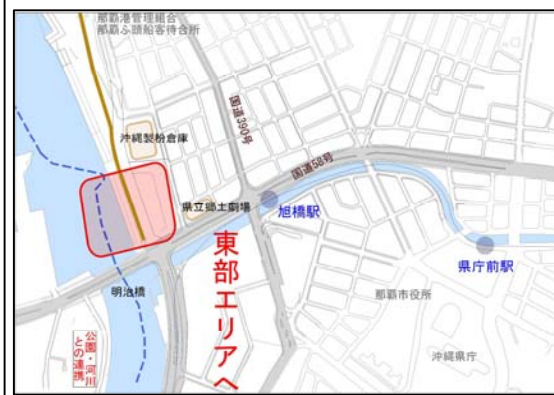 那覇港管理組合
那覇ふ頭船客待合所
沖縄製粉倉庫
国道390号
国道58号
県立郷土劇場
旭橋駅
東部エリアへ
県庁前駅
明治橋
那覇市役所
公園・河川
との連携
沖縄県庁